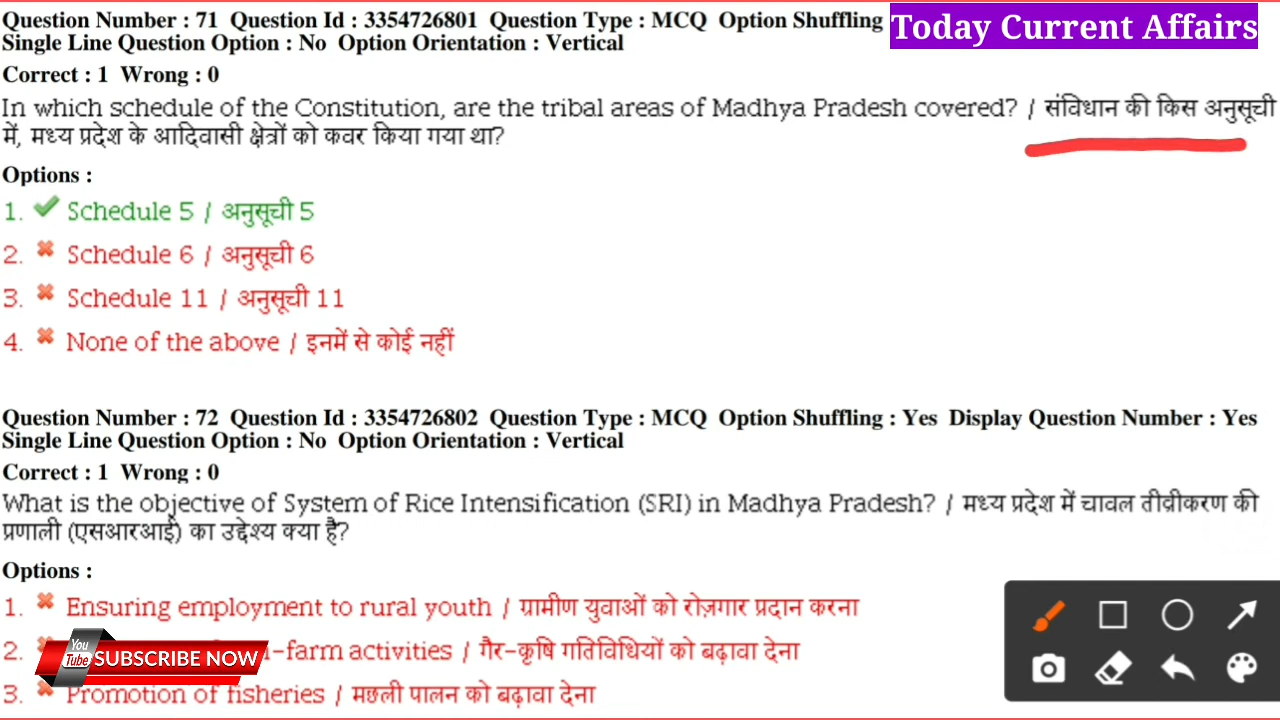 Question Number : 71 Question Id : 3354726801 Question Type : MCQ Option Shuffling
Today Current Affairs
Single Line Question Option : No Option Orientation : Vertical
Correct : 1 Wrong : 0
In which schedule of the Constitution, are the tribal areas of Madhya Pradesh covered? / संविधान की किस अनुसूची
में, मध्य प्रदेश के आदिवासी क्षेत्रों को कवर किया गया था?
Options :
1. Schedule 5 / अनुसूची 5
2. Schedule 6 / अनुसूची 6
3. Schedule 11 / अनुसूची 11
4. None of the above / इनमें से कोई नहीं
Question Number : 72 Question Id : 3354726802 Question Type : MCQ Option Shuffling : Yes Display Question Number : Yes
Single Line Question Option : No Option Orientation : Vertical
Correct : 1 Wrong : 0
What is the objective of System of Rice Intensification (SRI) in Madhya Pradesh? / मध्य प्रदेश में चावल तीव्रीकरण की
प्रणाली (एसआरआई) का उद्देश्य क्या है?
Options :
1. Ensuring employment to rural youth / ग्रामीण युवाओं को रोज़गार प्रदान करना
2. -farm activities / गैर-कृषि गतिविधियों को बढ़ावा देना
You Tube SUBSCRIBE NOW
3. Promotion of fisheries / मछली पालन को बढ़ावा देना